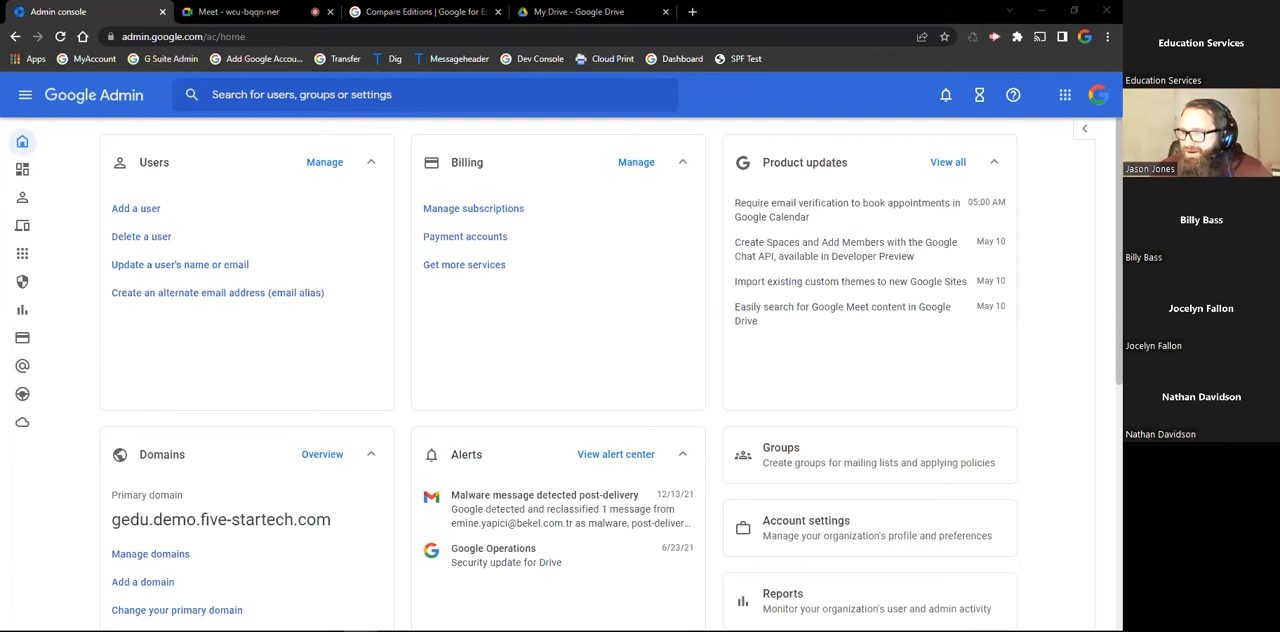 Admin console
Meet - wcu-bqqn-ner
Compare Editions | Google for Ec
My Drive - Google Drive
admin.google.com/ac/home
Apps
MyAccount
G Suite Admin
Add Google Accou...
Transfer
Dig
Messageheader
Dev Console
Cloud Print
Dashboard
SPF Test
Google Admin
Search for users, groups or settings
Users
Manage
Add a user
Delete a user
Update a user's name or email
Create an alternate email address (email alias)
Billing
Manage
Manage subscriptions
Payment accounts
Get more services
Product updates
View all
Require email verification to book appointments in
Google Calendar
05:00 AM
Create Spaces and Add Members with the Google
Chat API, available in Developer Preview
May 10
Import existing custom themes to new Google Sites
May 10
Easily search for Google Meet content in Google
Drive
May 10
Domains
Overview
Primary domain
gedu.demo.five-startech.com
Manage domains
Add a domain
Change your primary domain
Alerts
View alert center
Malware message detected post-delivery
12/13/21
Google detected and reclassified 1 message from
emine.yapici@bekel.com.tr as malware, post-deliver...
Google Operations
6/23/21
Security update for Drive
Groups
Create groups for mailing lists and applying policies
Account settings
Manage your organization's profile and preferences
Reports
Monitor your organization's user and admin activity
Education Services
Education Services
Jason Jones
Billy Bass
Billy Bass
Jocelyn Fallon
Jocelyn Fallon
Nathan Davidson
Nathan Davidson